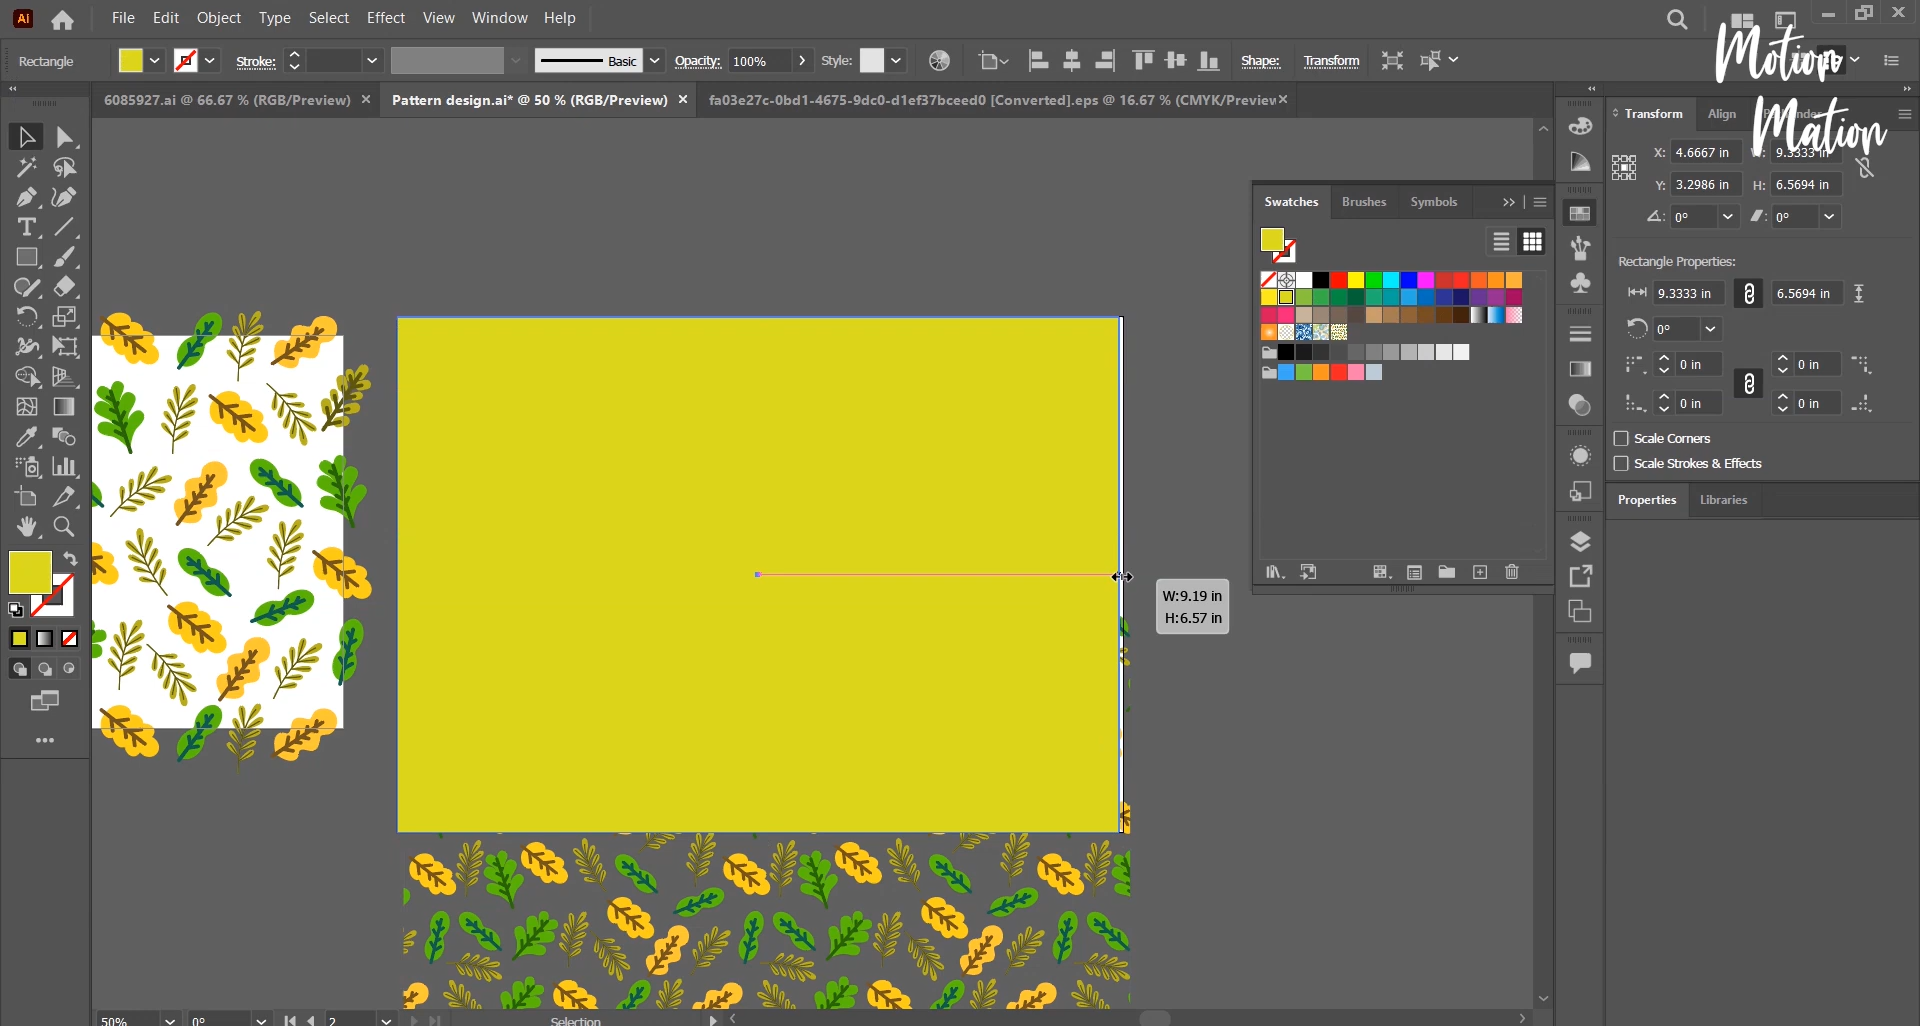 Ai File Edit Object Type Select Effect View Window Help
Rectangle Stroke: Basic Opacity: 100% Style: Shape: Transform
Motion
Mation
6085927.ai @ 66.67 % (RGB/Preview) Pattern design.ai* @ 50 % (RGB/Preview) fa03e27c-0bd1-4675-9dc0-d1ef37bceed0 [Converted].eps @ 16.67 % (CMYK/Preview
Transform Align
X: 4.6667 in 9.3333 in
Y: 3.2986 in H: 6.5694 in
0° 0°
Swatches Brushes Symbols
Rectangle Properties:
9.3333 in 6.5694 in
0°
0 in 0 in
0 in 0 in
Scale Corners
Scale Strokes & Effects
Properties Libraries
W:9.19 in
H:6.57 in
50% 0° 2 Selection